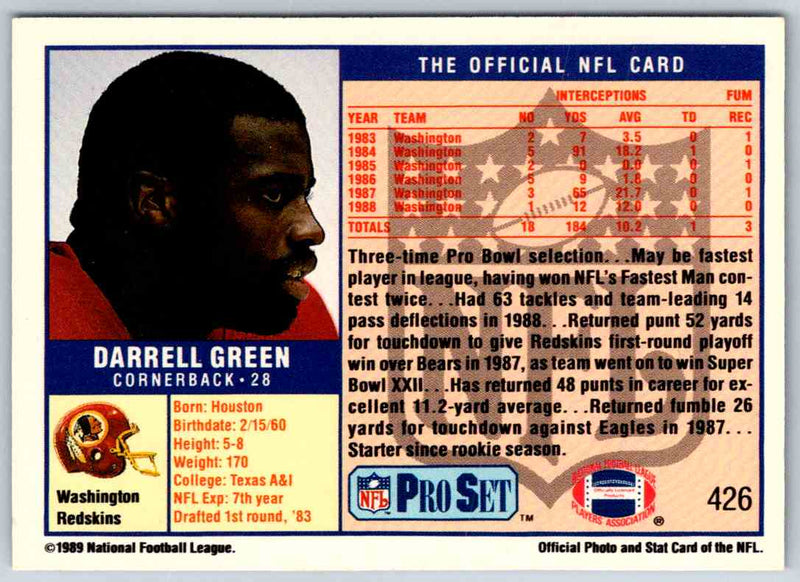 THE OFFICIAL NFL CARD
INTERCEPTIONS FUM
YEAR TEAM NO YDS AVG TD REC
1983 Washington 2 7 3.5 0 1
1984 Washington 5 91 18.2 1 0
1985 Washington 2 0 0.0 0 1
1986 Washington 5 9 1.8 0 0
1987 Washington 3 65 21.7 0 1
1988 Washington 1 12 12.0 0 0
TOTALS 18 184 10.2 1 3
Three-time Pro Bowl selection...May be fastest
player in league, having won NFL's Fastest Man con-
test twice...Had 63 tackles and team-leading 14
pass deflections in 1988...Returned punt 52 yards
for touchdown to give Redskins first-round playoff
win over Bears in 1987, as team went on to win Super
Bowl XXII...Has returned 48 punts in career for ex-
cellent 11.2-yard average...Returned fumble 26
yards for touchdown against Eagles in 1987...
Starter since rookie season.
DARRELL GREEN
CORNERBACK • 28
Washington
Redskins
Born: Houston
Birthdate: 2/15/60
Height: 5-8
Weight: 170
College: Texas A&I
NFL Exp: 7th year
Drafted 1st round, '83
NFL PRO SET ™
NATIONAL FOOTBALL LEAGUE
Officially Licensed
Products
PLAYERS ASSOCIATION ®
426
©1989 National Football League.
Official Photo and Stat Card of the NFL.